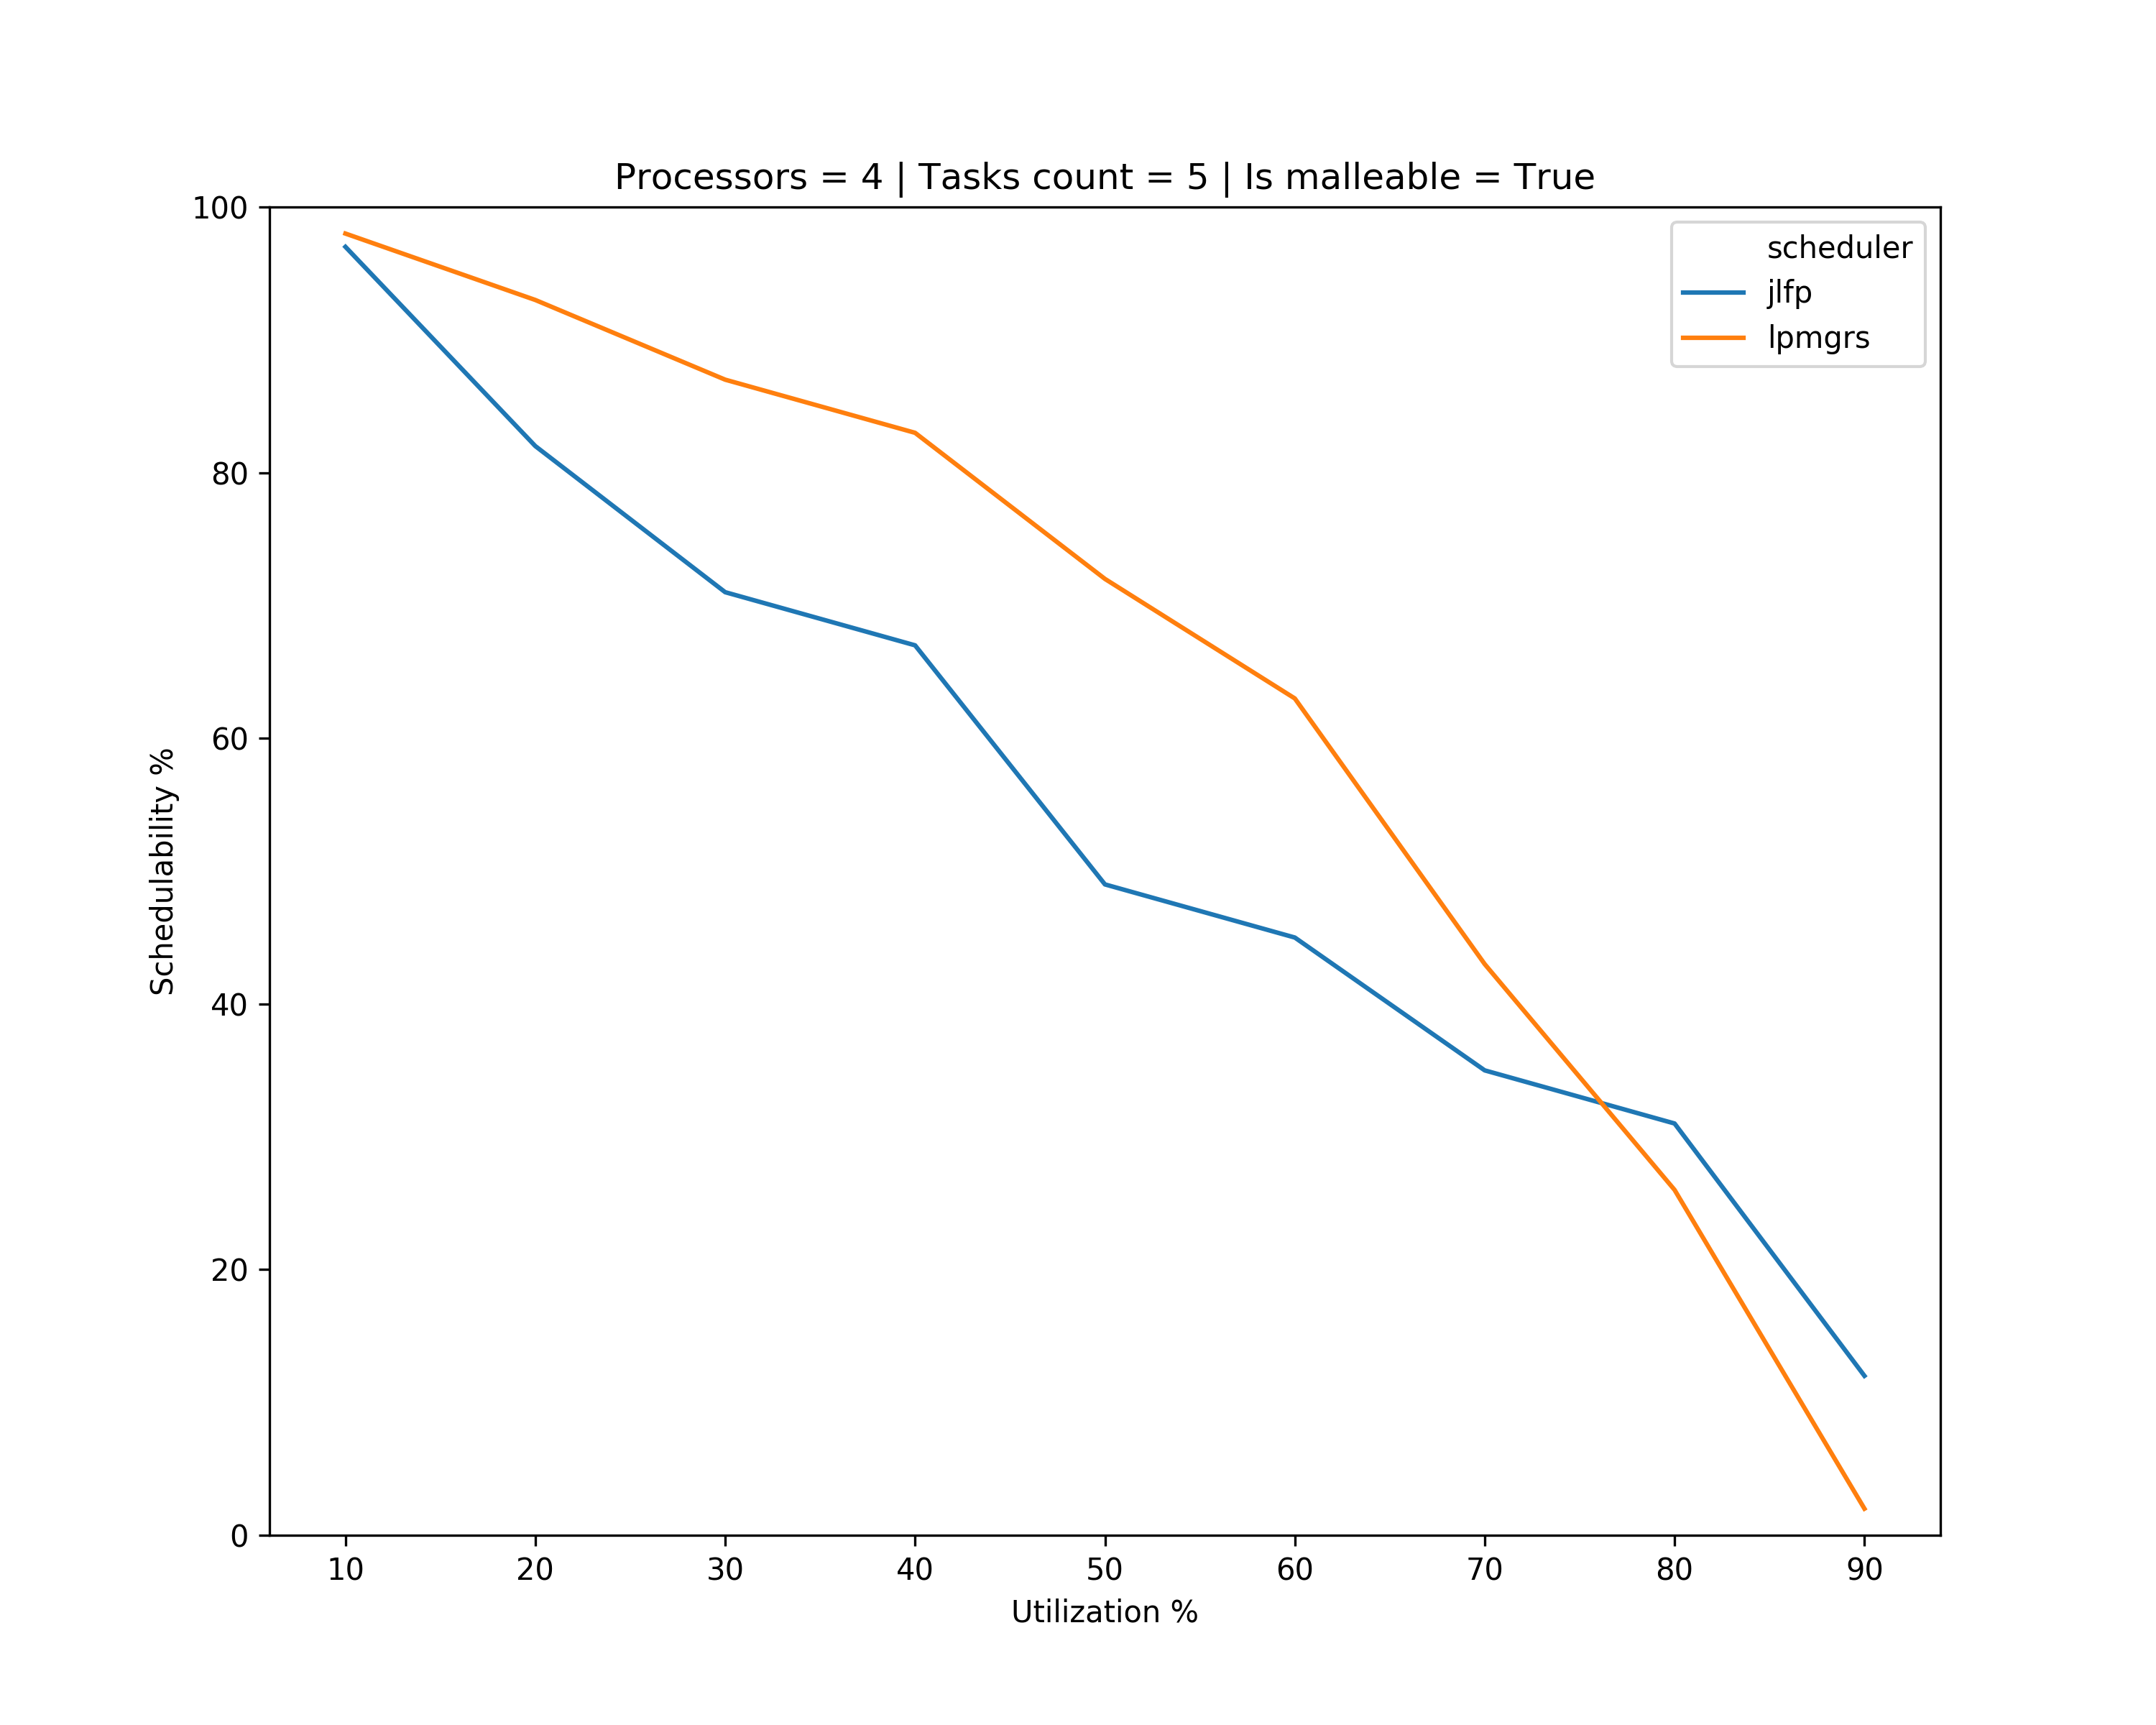 Processors = 4 | Tasks count = 5 | Is malleable = True
scheduler
jlfp
lpmgrs
Schedulability %
100
80
60
40
20
0
10 20 30 40 50 60 70 80 90
Utilization %